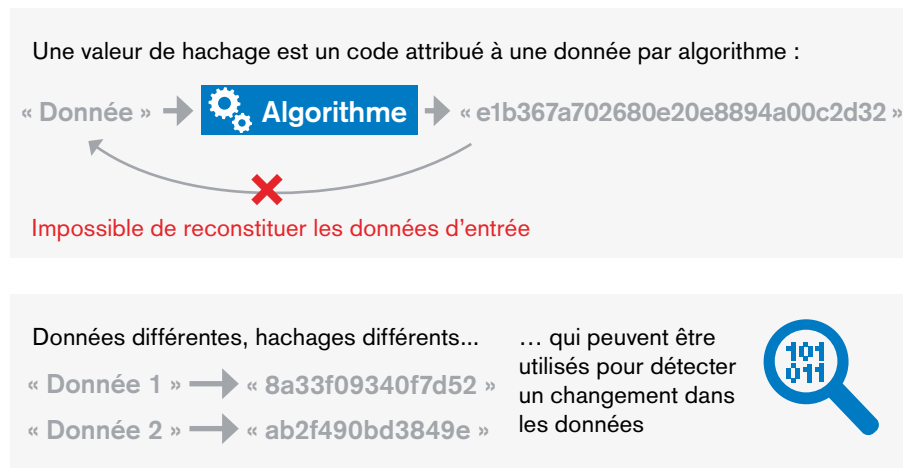 Une valeur de hachage est un code attribué à une donnée par algorithme :
« Donnée » Algorithme « e1b367a702680e20e8894a00c2d32 »
Impossible de reconstituer les données d’entrée
Données différentes, hachages différents...
« Donnée 1 » « 8a33f09340f7d52 »
« Donnée 2 » « ab2f490bd3849e »
… qui peuvent être
utilisés pour détecter
un changement dans
les données
101
011